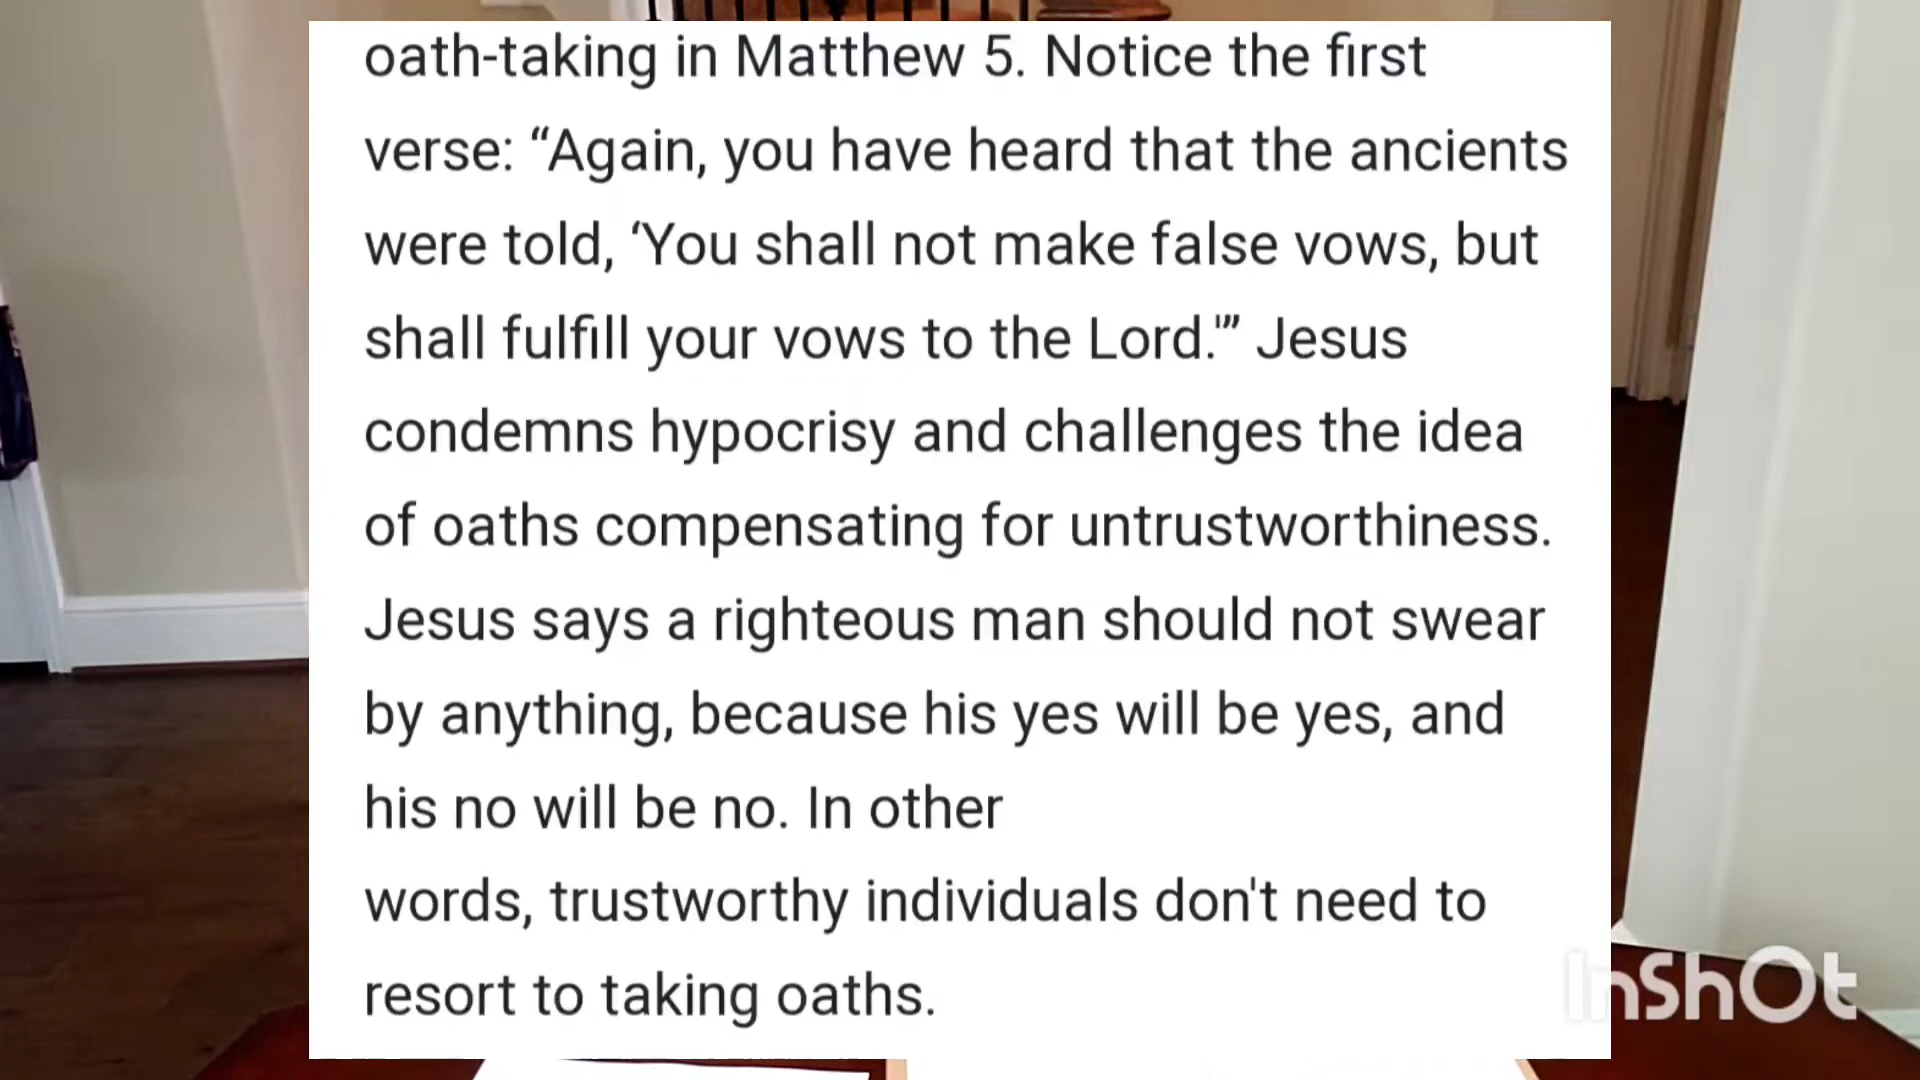 oath-taking in Matthew 5. Notice the first
verse: “Again, you have heard that the ancients
were told, ‘You shall not make false vows, but
shall fulfill your vows to the Lord.'” Jesus
condemns hypocrisy and challenges the idea
of oaths compensating for untrustworthiness.
Jesus says a righteous man should not swear
by anything, because his yes will be yes, and
his no will be no. In other
words, trustworthy individuals don't need to
resort to taking oaths.
InShOt